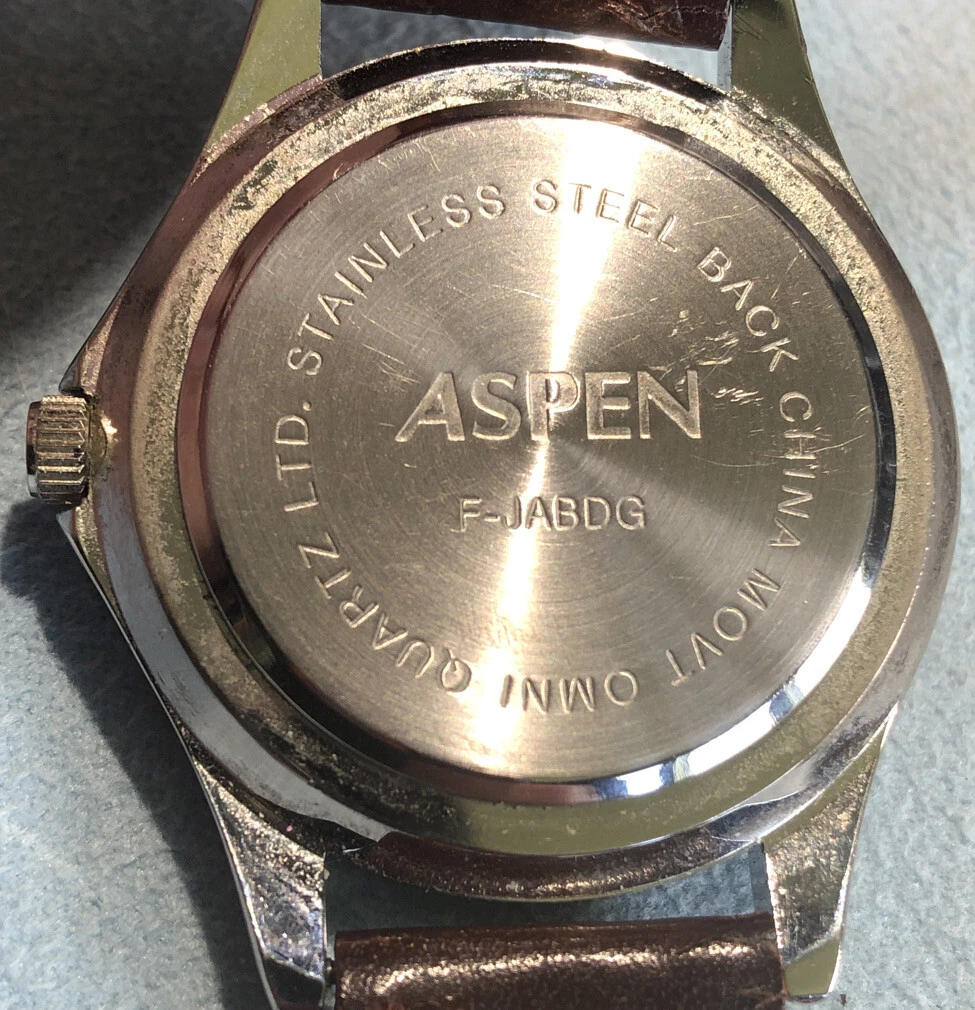 STAINLESS STEEL BACK CHINA MOVT OMNI QUARTZ LTD.
ASPEN
F-JABDG